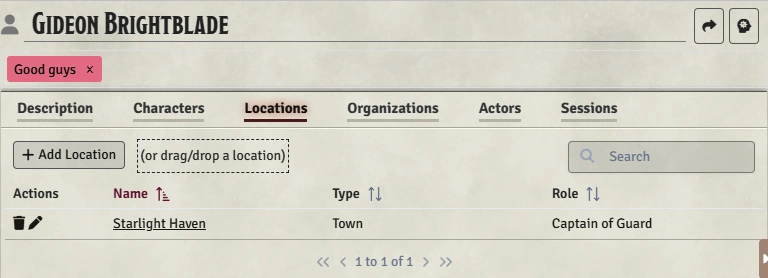 Gideon Brightblade
Good guys ×
Description Characters Locations Organizations Actors Sessions
+ Add Location (or drag/drop a location) Search
Actions Name Type Role
Starlight Haven Town Captain of Guard
1 to 1 of 1